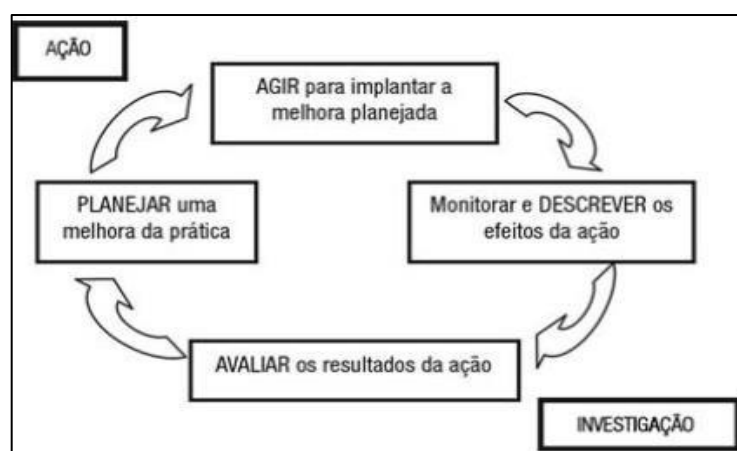 AÇÃO
AGIR para implantar a
melhora planejada
PLANEJAR uma
melhora da prática
Monitorar e DESCREVER os
efeitos da ação
AVALIAR os resultados da ação
INVESTIGAÇÃO